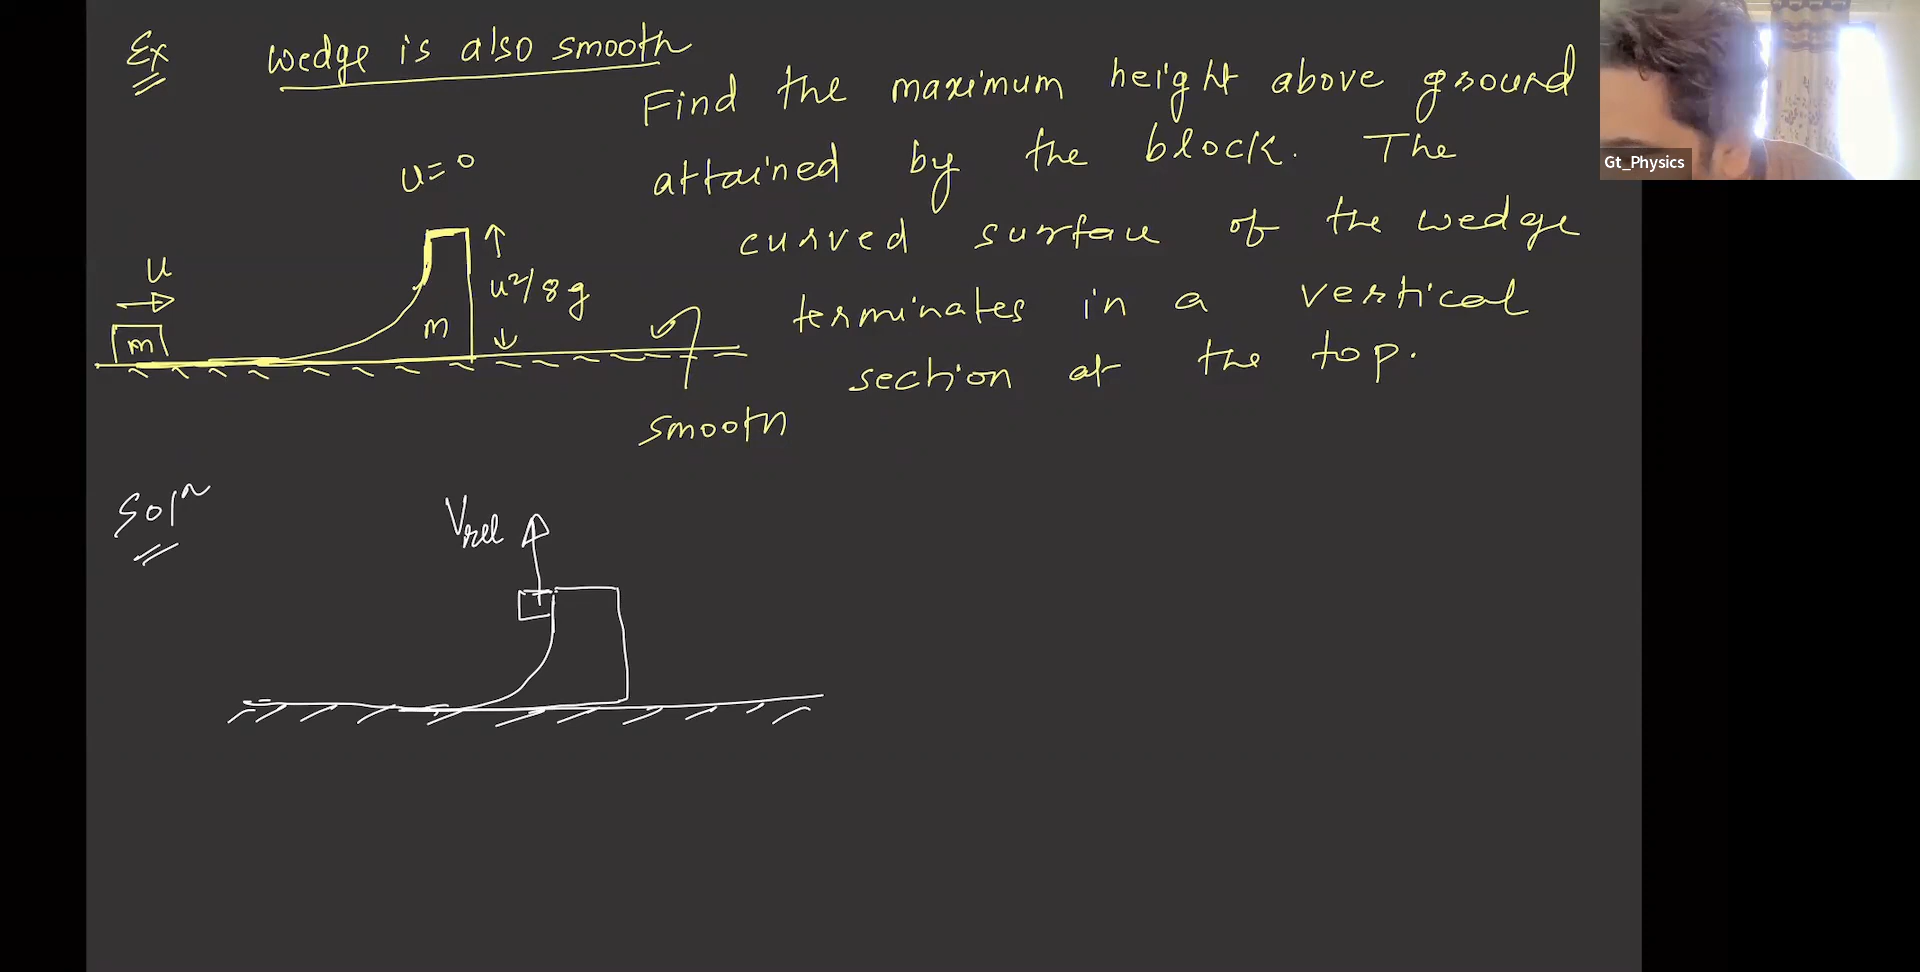 Ex wedge is also smooth
Find the maximum height above ground
attained by the block. The
curved surface of the wedge
terminates in a vertical
section at the top.
u=0
u
m
m
u²/8g
smooth
Solⁿ
Vrel
Gt_Physics